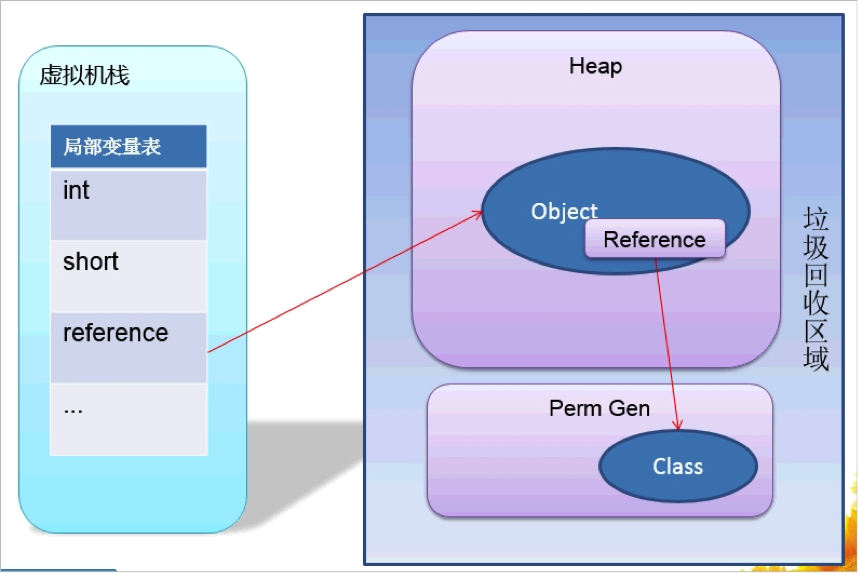 虚拟机栈
局部变量表
int
short
reference
...
Heap
Object
Reference
Perm Gen
Class
垃圾回收区域